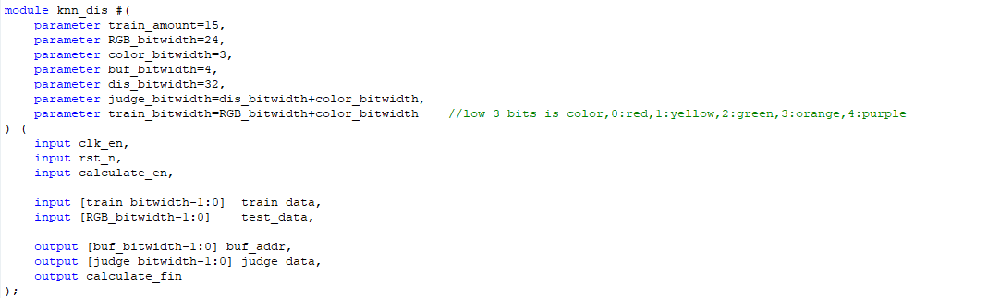 module knn_dis #(
    parameter train_amount=15,
    parameter RGB_bitwidth=24,
    parameter color_bitwidth=3,
    parameter buf_bitwidth=4,
    parameter dis_bitwidth=32,
    parameter judge_bitwidth=dis_bitwidth+color_bitwidth,
    parameter train_bitwidth=RGB_bitwidth+color_bitwidth    //low 3 bits is color,0:red,1:yellow,2:green,3:orange,4:purple
) (
    input clk_en,
    input rst_n,
    input calculate_en,

    input [train_bitwidth-1:0]  train_data,
    input [RGB_bitwidth-1:0]    test_data,

    output [buf_bitwidth-1:0] buf_addr,
    output [judge_bitwidth-1:0] judge_data,
    output calculate_fin
);